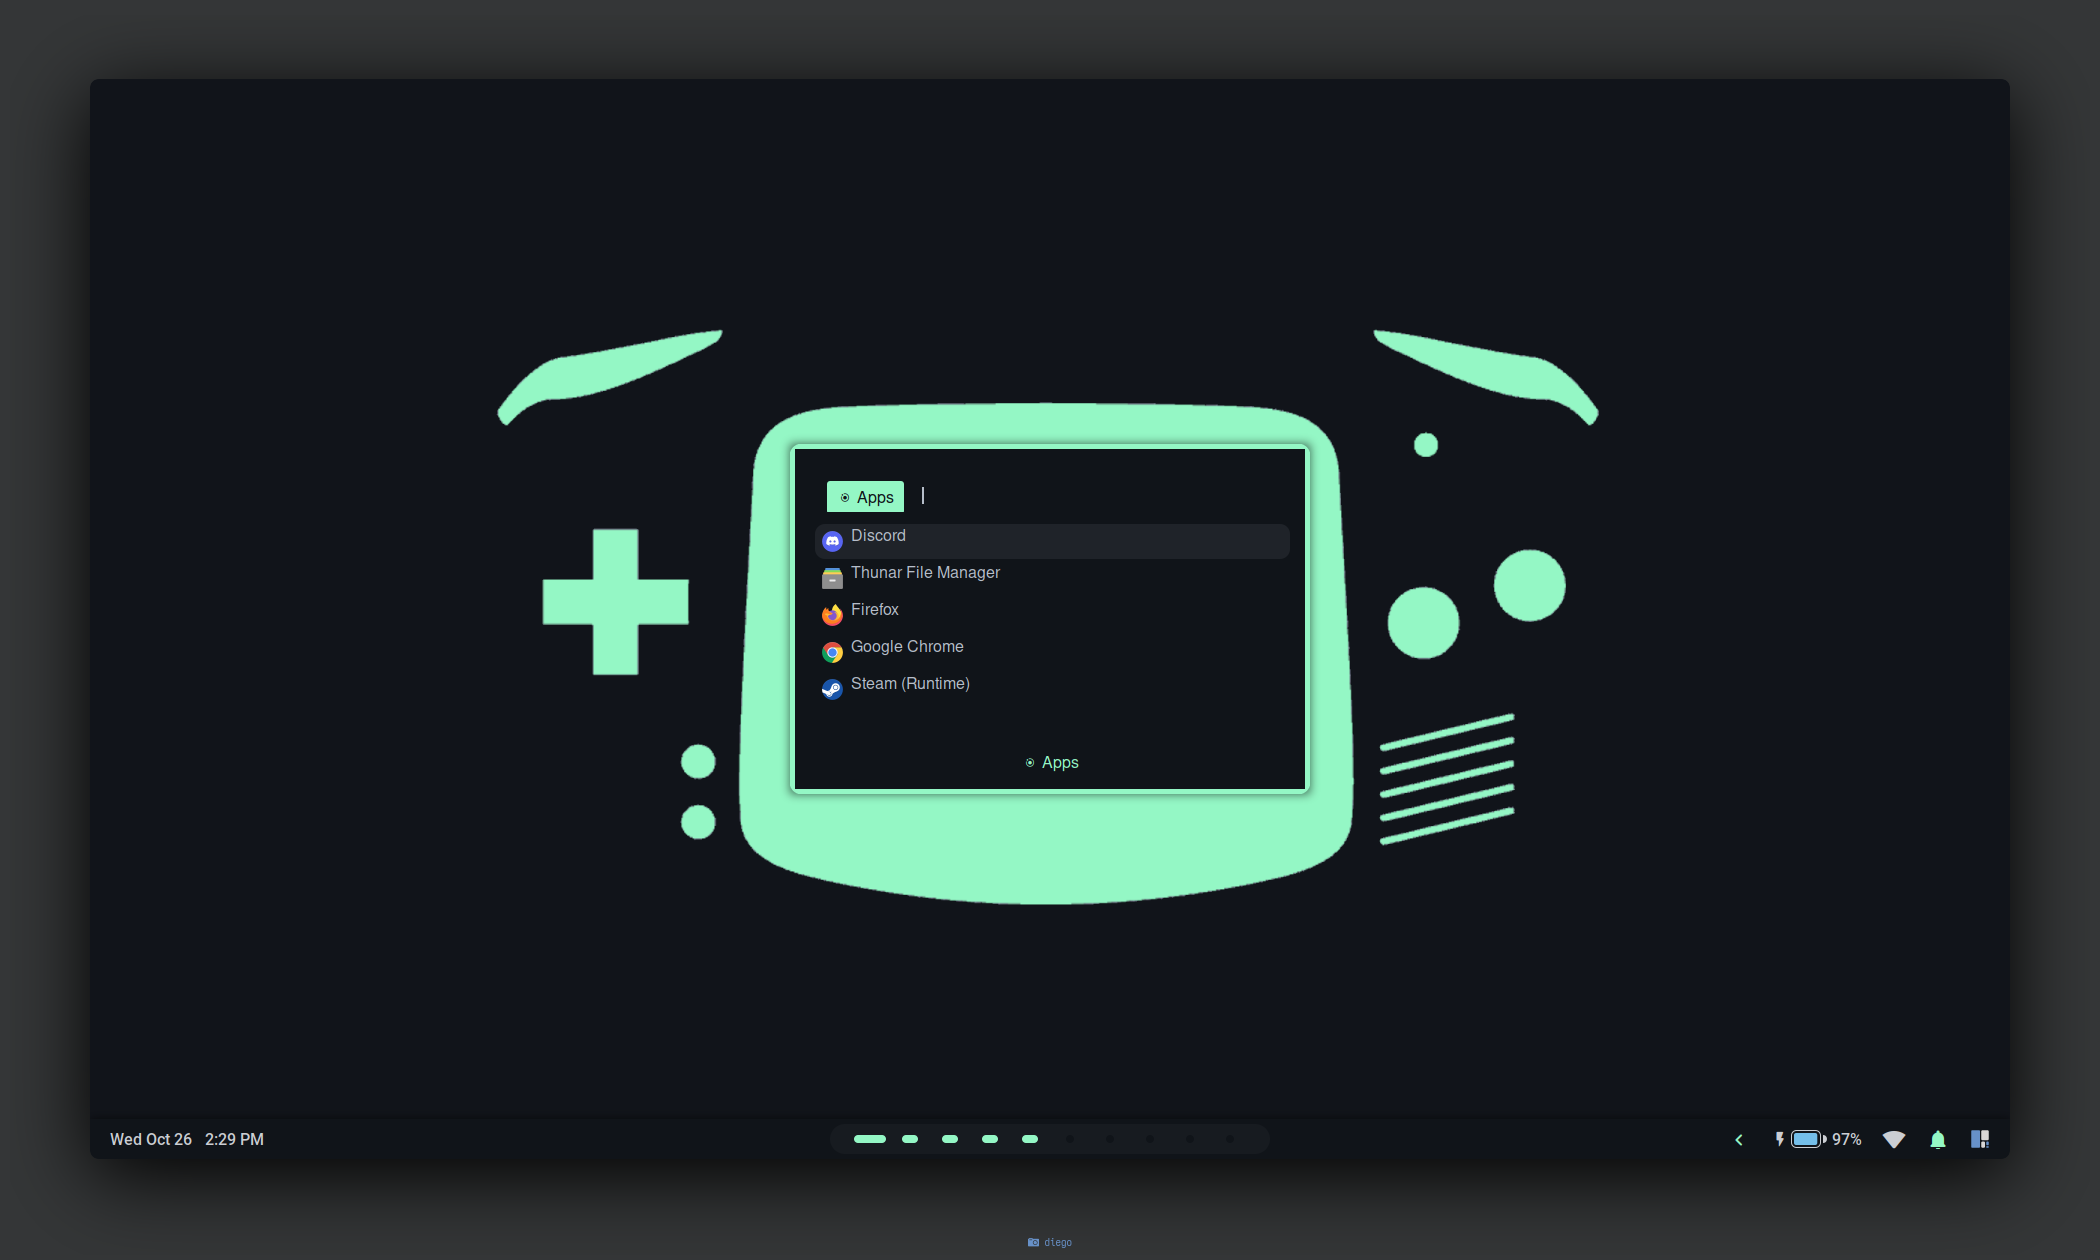 Apps
Discord
Thunar File Manager
Firefox
Google Chrome
Steam (Runtime)
Apps
Wed Oct 26 2:29 PM
97%
diego